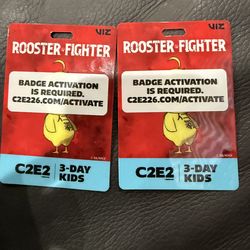 VIZ
ROOSTER FIGHTER
BADGE ACTIVATION
IS REQUIRED.
C2E226.COM/ACTIVATE
C2E2
3-DAY
KIDS
VIZ
ROOSTER FIGHTER
BADGE ACTIVATION
IS REQUIRED.
C2E226.COM/ACTIVATE
C2E2
3-DAY
KIDS